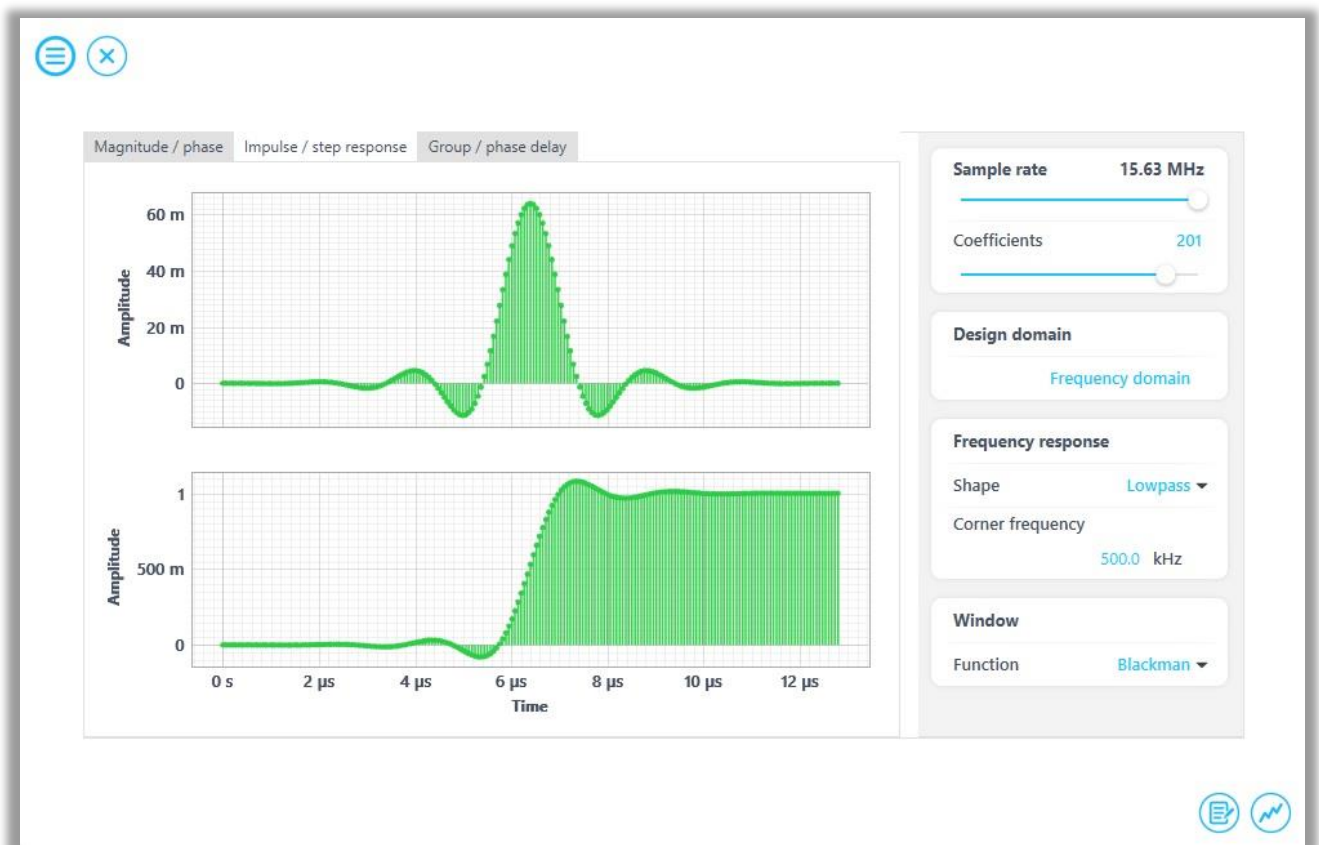 Magnitude / phase Impulse / step response Group / phase delay
60 m
40 m
20 m
0
Amplitude
1
500 m
0
Amplitude
0 s 2 µs 4 µs 6 µs 8 µs 10 µs 12 µs
Time
Sample rate 15.63 MHz
Coefficients 201
Design domain
Frequency domain
Frequency response
Shape Lowpass
Corner frequency
500.0 kHz
Window
Function Blackman